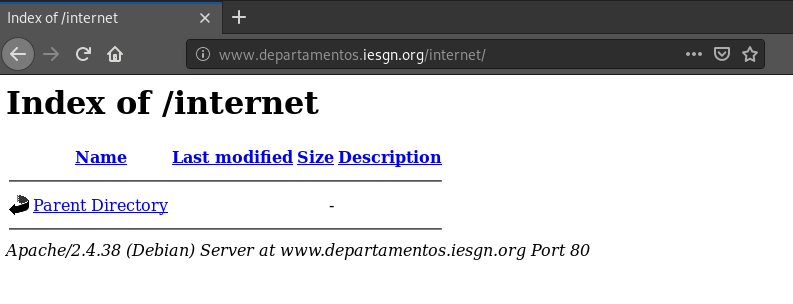 Index of /internet
www.departamentos.iesgn.org/internet/
Index of /internet
Name Last modified Size Description
Parent Directory -
Apache/2.4.38 (Debian) Server at www.departamentos.iesgn.org Port 80